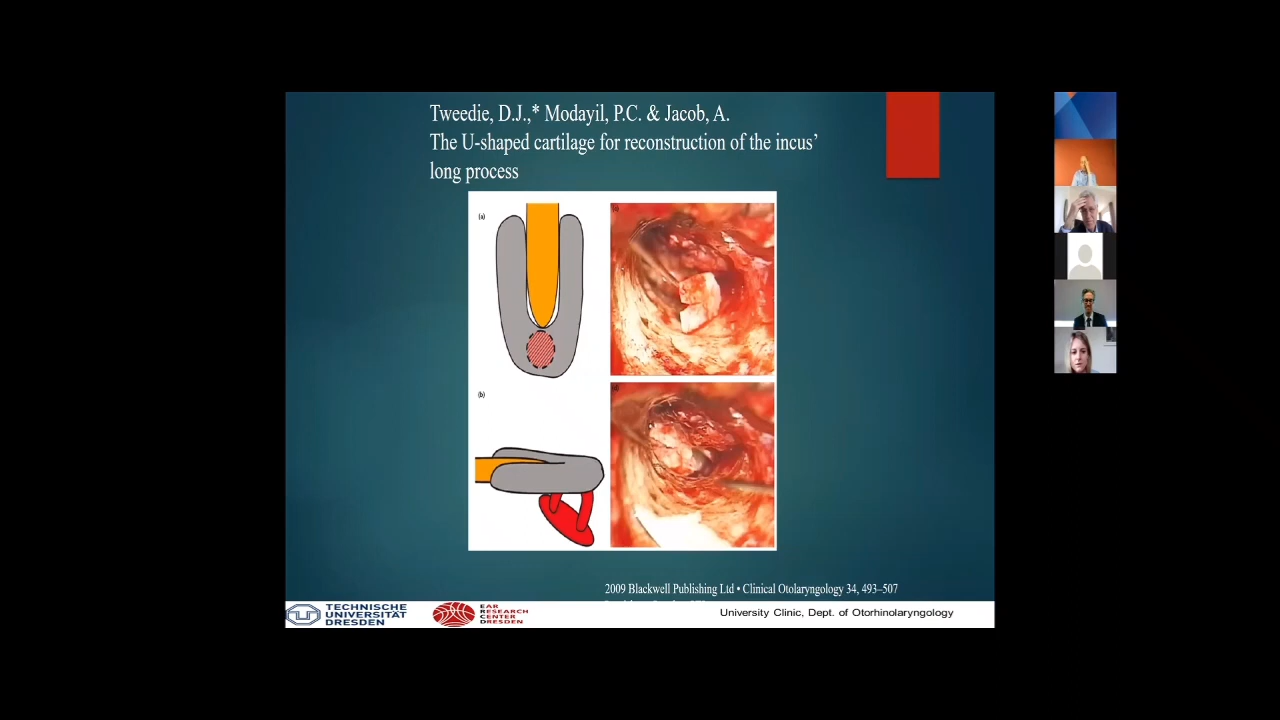 Tweedie, D.J.,* Modayil, P.C. & Jacob, A.
The U-shaped cartilage for reconstruction of the incus’
long process
(a)
(b)
2009 Blackwell Publishing Ltd • Clinical Otolaryngology 34, 493–507
TECHNISCHE
UNIVERSITÄT
DRESDEN
EAR
RESEARCH
CENTER
DRESDEN
University Clinic, Dept. of Otorhinolaryngology